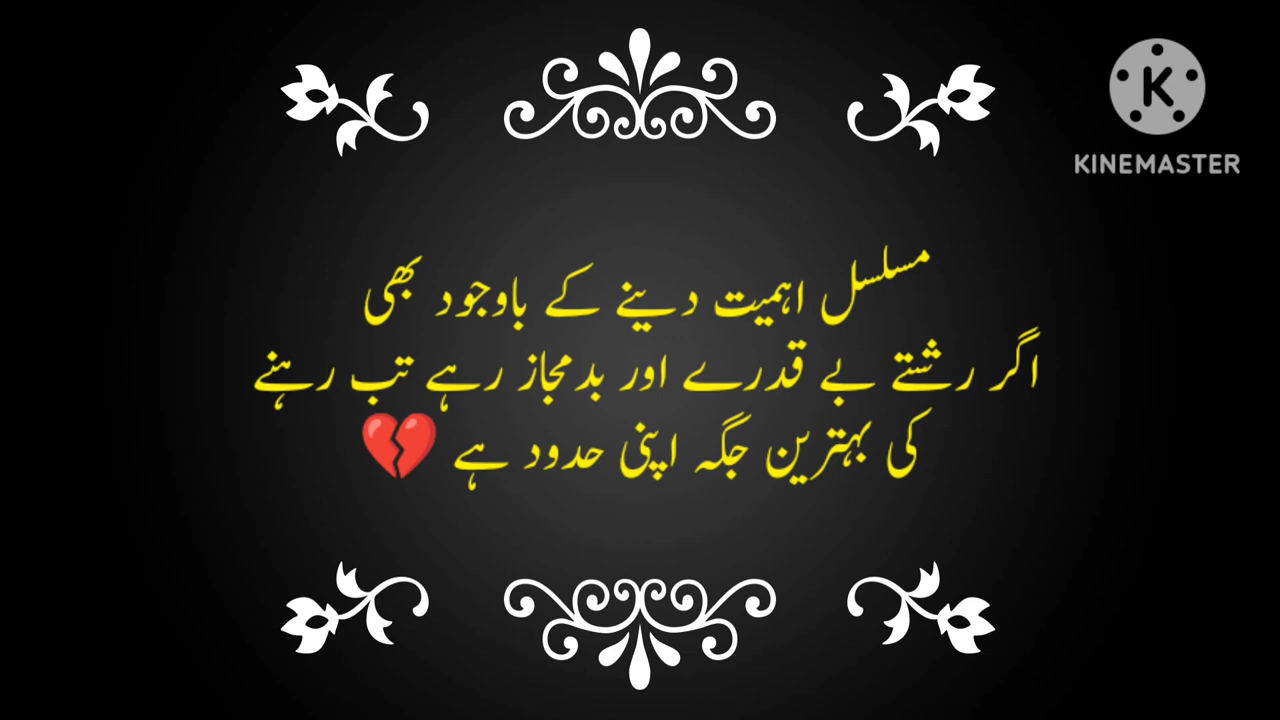 KINEMASTER
مسلسل اہمیت دینے کے باوجود بھی
اگر رشتے بے قدرے اور بدمجاز رہے تب رہنے
کی بہترین جگہ اپنی حدود ہے 💔